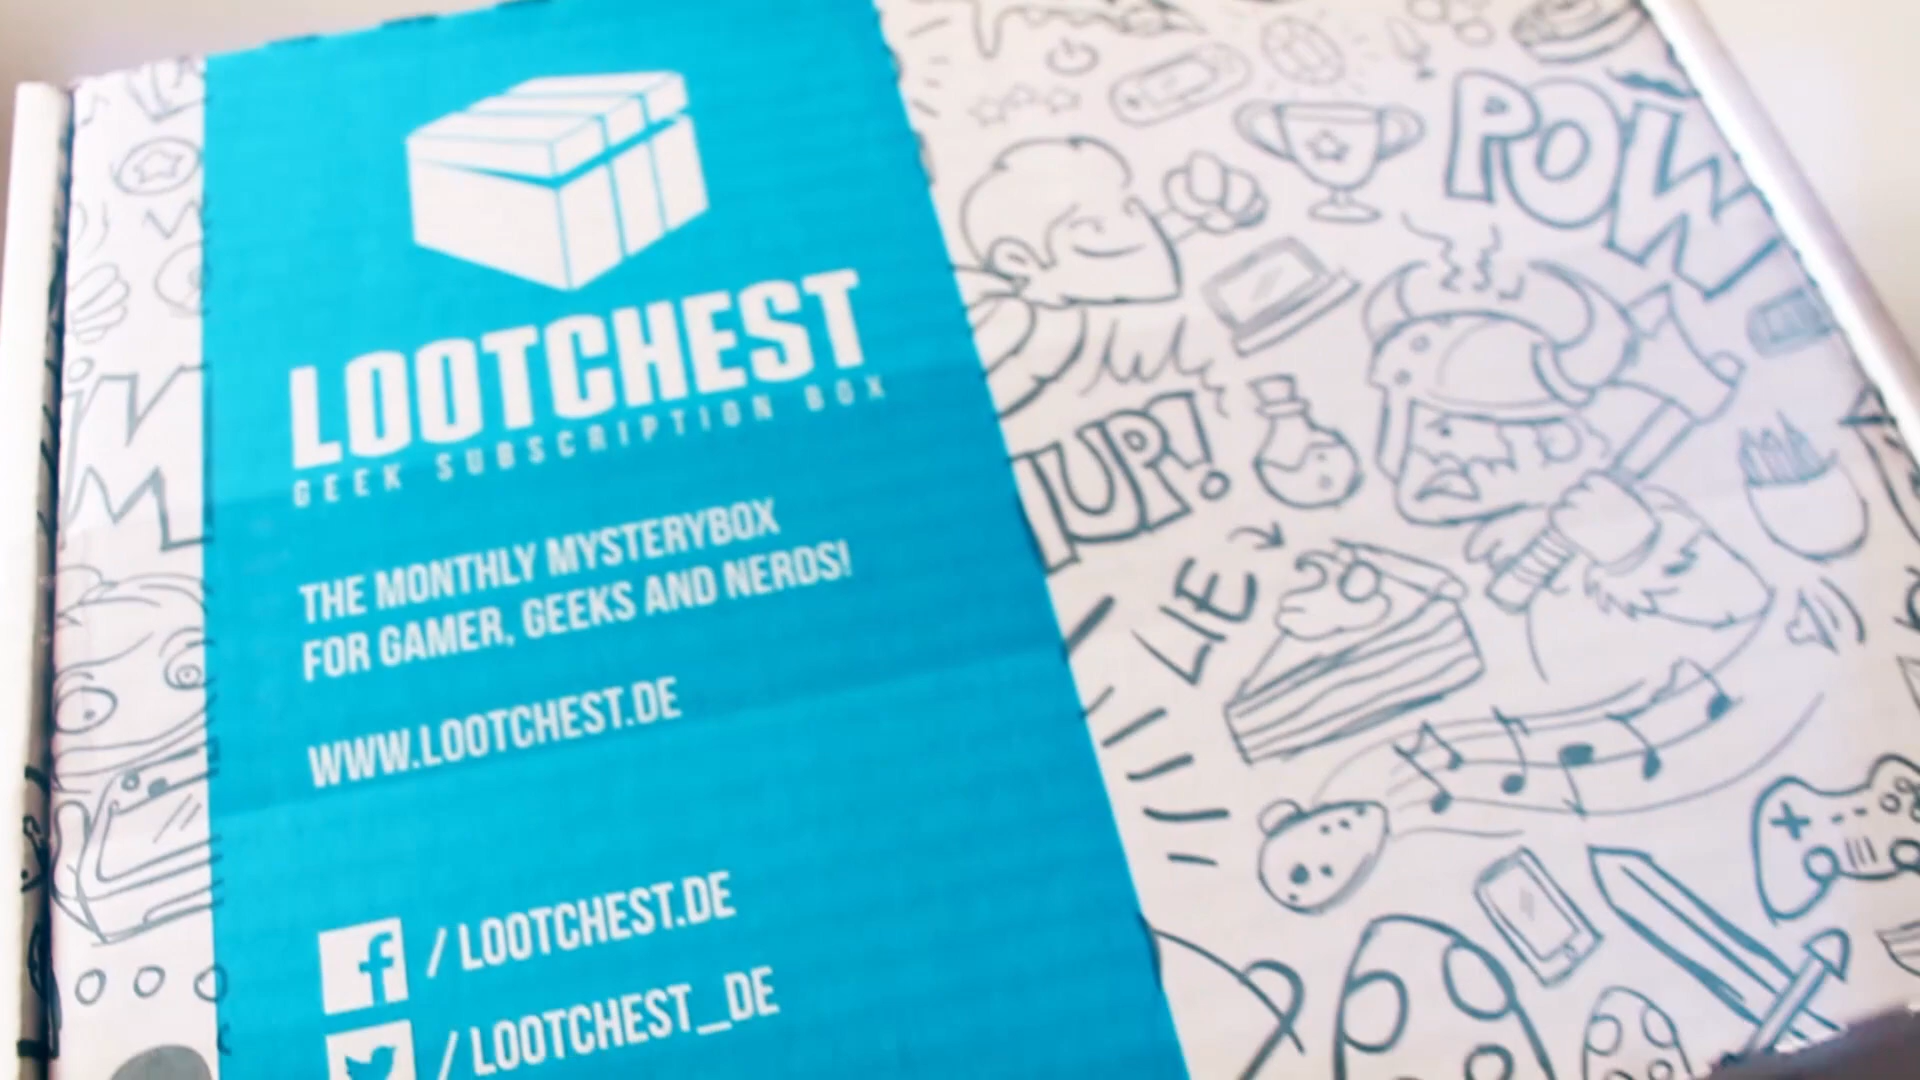 LOOTCHEST
GEEK SUBSCRIPTION BOX
THE MONTHLY MYSTERYBOX
FOR GAMER, GEEKS AND NERDS!
WWW.LOOTCHEST.DE
/ LOOTCHEST.DE
/ LOOTCHEST_DE
POW
1UP!
LIE